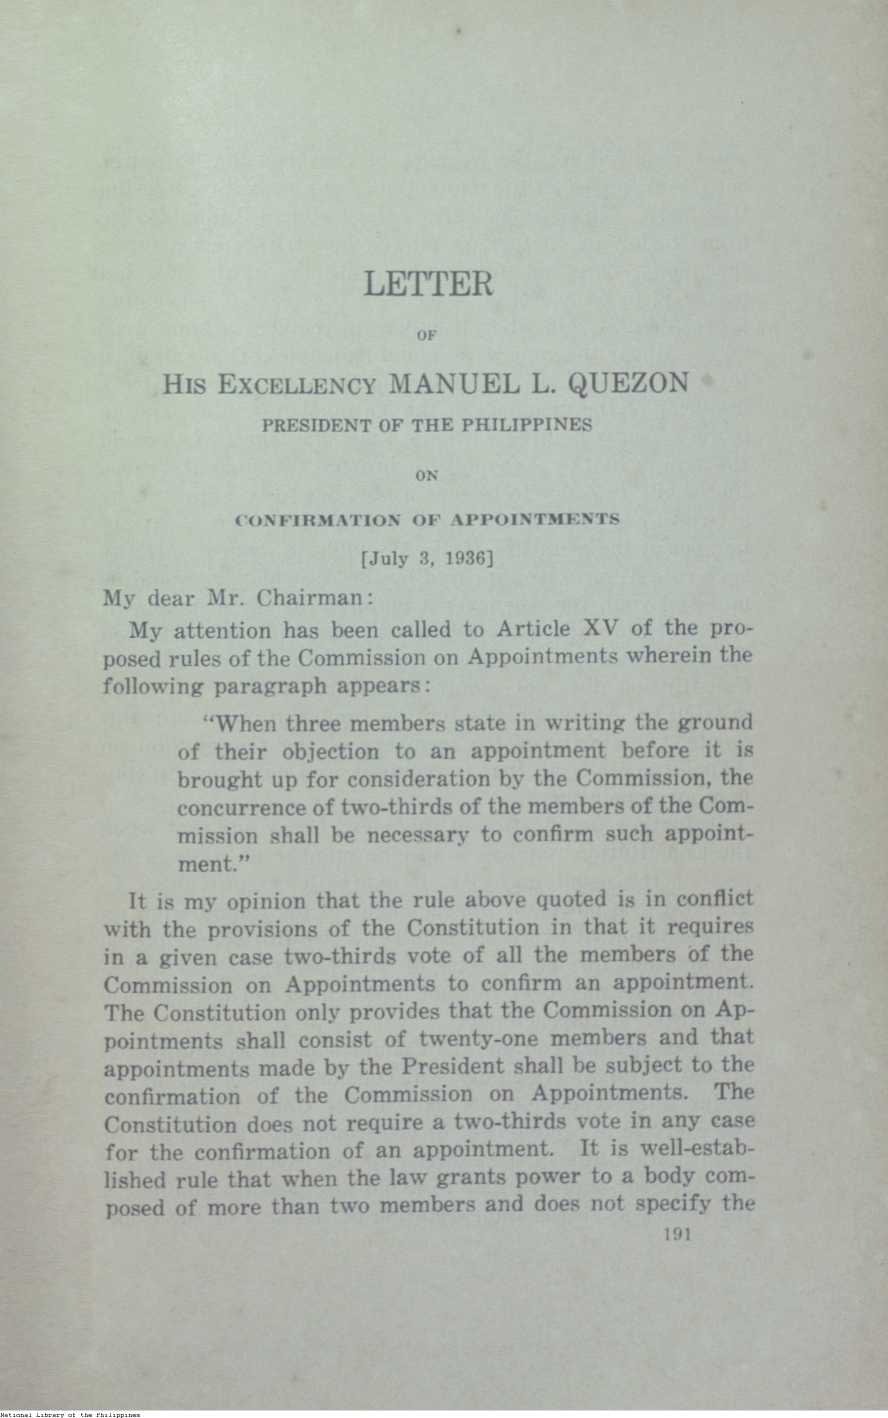 LETTER
OF
HIS EXCELLENCY MANUEL L. QUEZON
PRESIDENT OF THE PHILIPPINES
ON
CONFIRMATION OF APPOINTMENTS
[July 3, 1936]
My dear Mr. Chairman:
My attention has been called to Article XV of the pro-
posed rules of the Commission on Appointments wherein the
following paragraph appears:
"When three members state in writing the ground
of their objection to an appointment before it is
brought up for consideration by the Commission, the
concurrence of two-thirds of the members of the Com-
mission shall be necessary to confirm such appoint-
ment."
It is my opinion that the rule above quoted is in conflict
with the provisions of the Constitution in that it requires
in a given case two-thirds vote of all the members of the
Commission on Appointments to confirm an appointment.
The Constitution only provides that the Commission on Ap-
pointments shall consist of twenty-one members and that
appointments made by the President shall be subject to the
confirmation of the Commission on Appointments. The
Constitution does not require a two-thirds vote in any case
for the confirmation of an appointment. It is well-estab-
lished rule that when the law grants power to a body com-
posed of more than two members and does not specify the
191
National Library of the Philippines